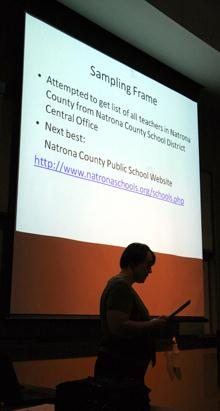 Sampling Frame
• Attempted to get list of all teachers in Natrona
County from Natrona County School District
Central Office
• Next best:
Natrona County Public School Website
http://www.natronaschools.org/schools.php